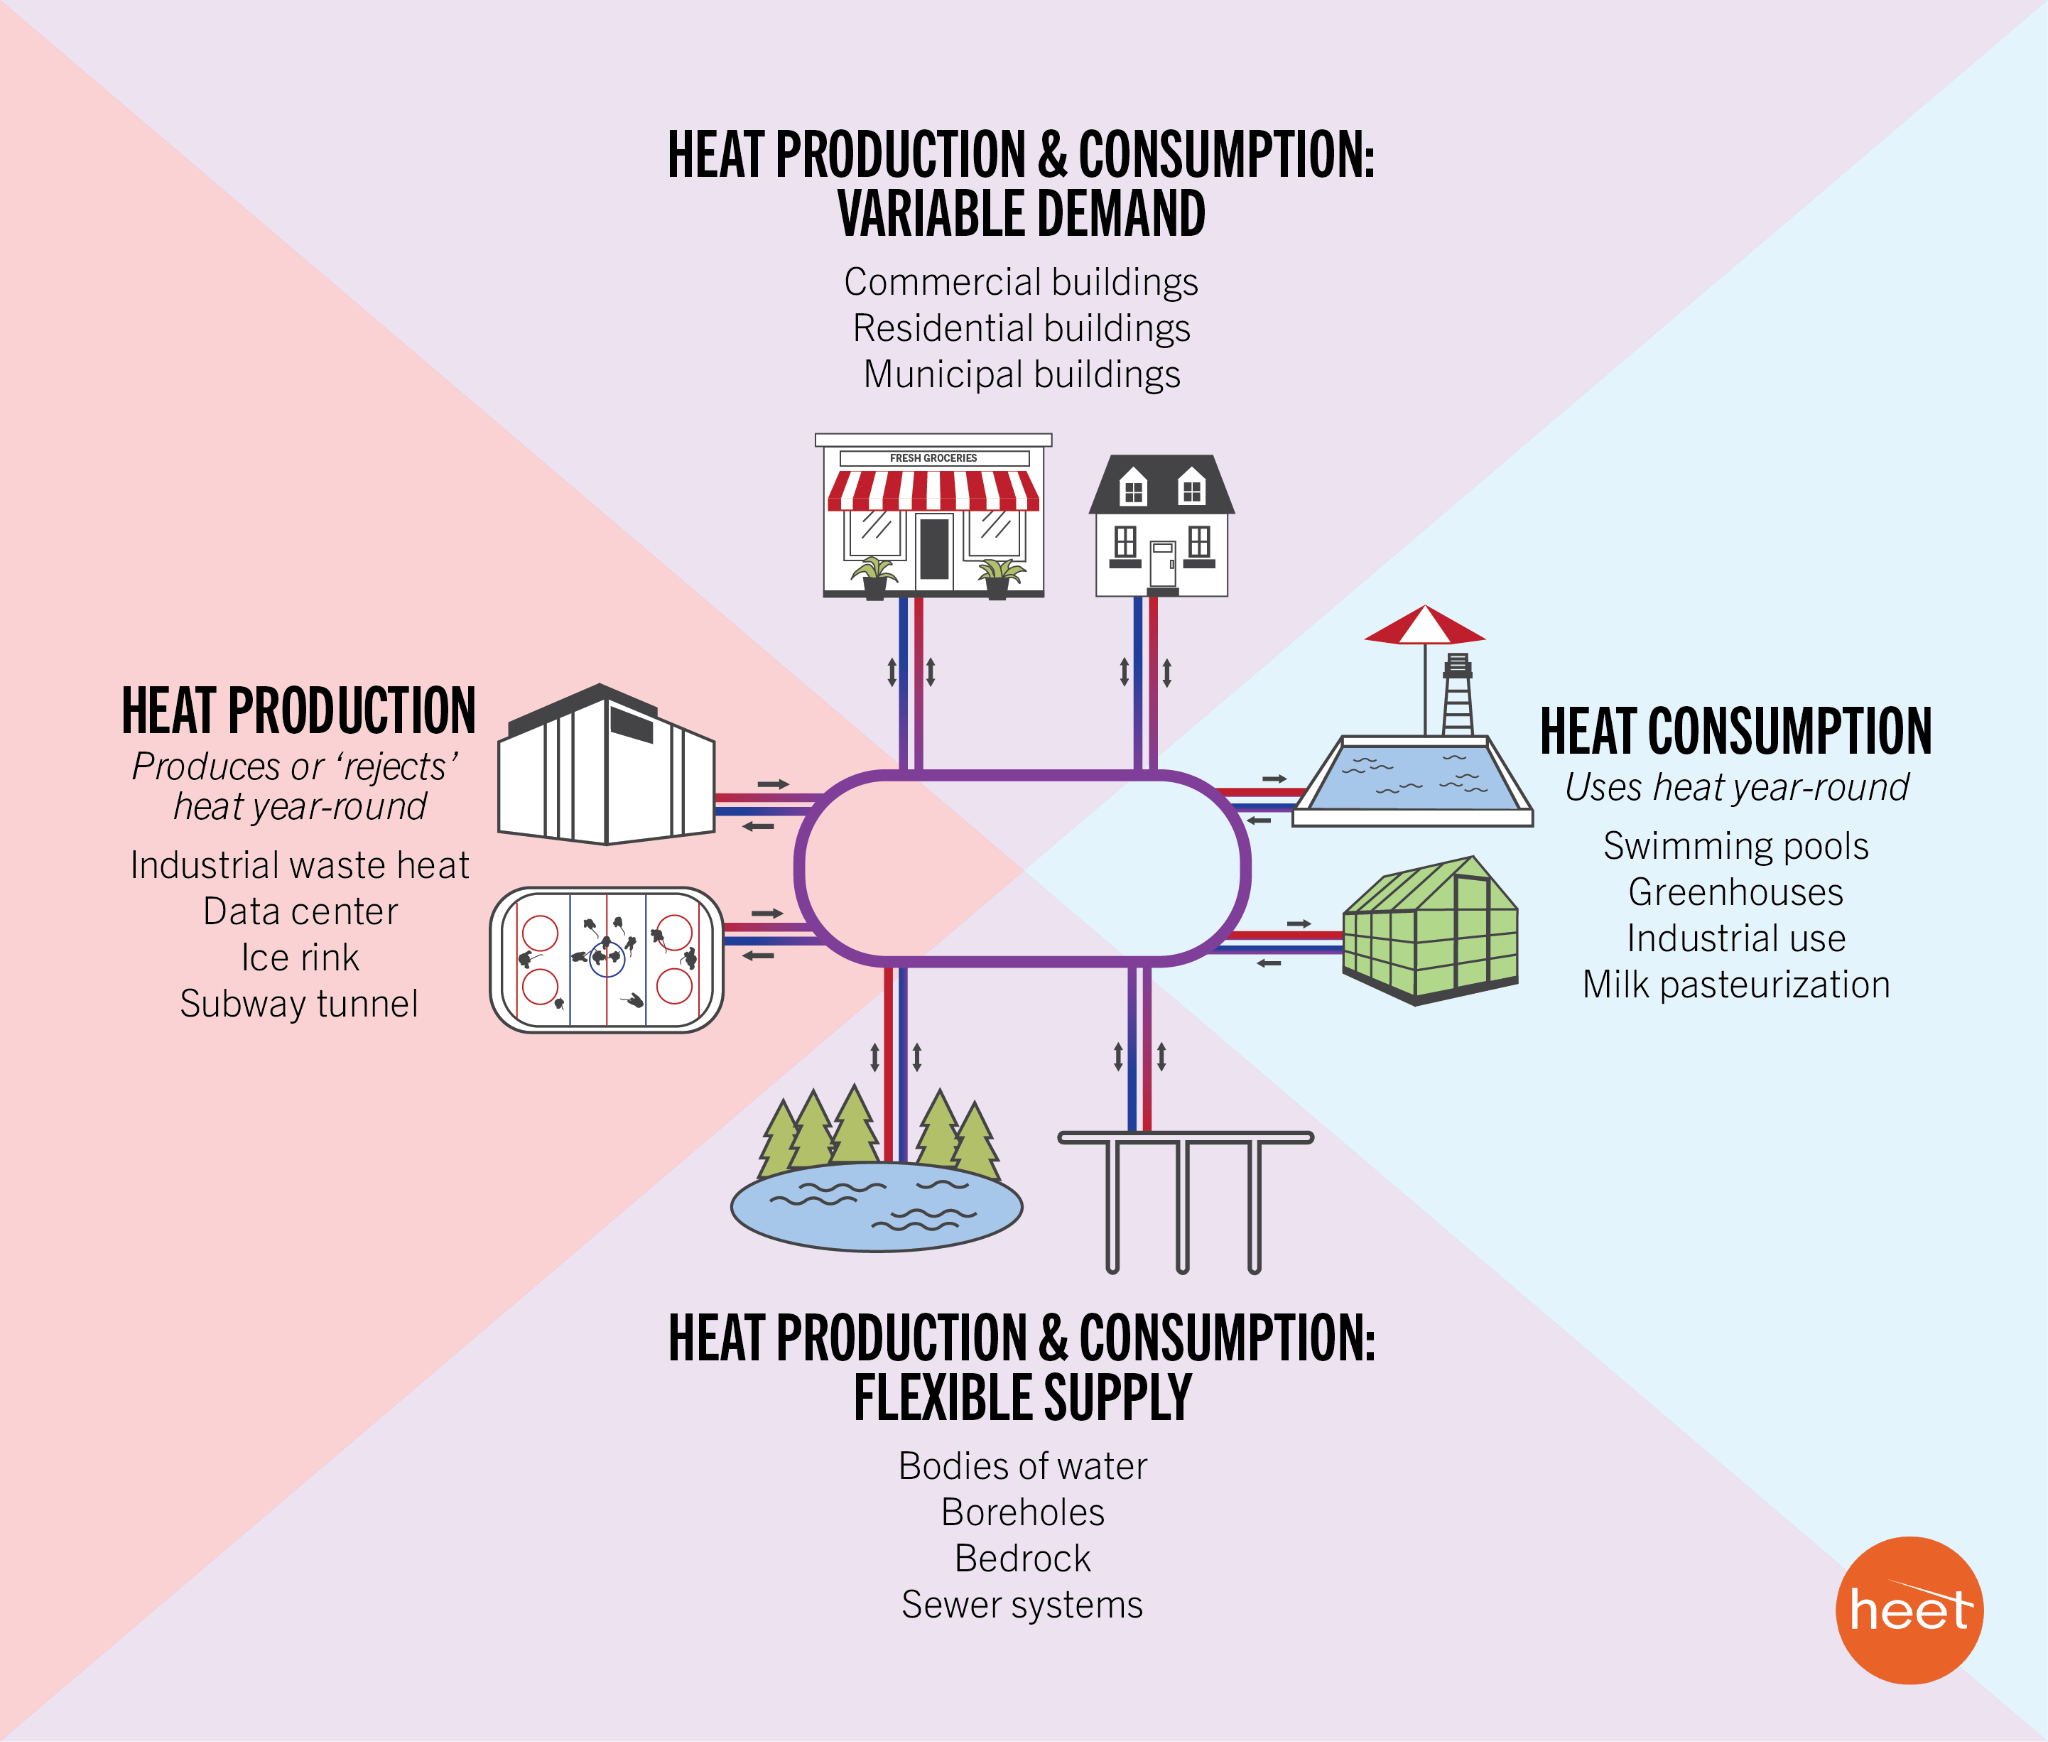 HEAT PRODUCTION & CONSUMPTION:
VARIABLE DEMAND
Commercial buildings
Residential buildings
Municipal buildings
FRESH GROCERIES
HEAT PRODUCTION
Produces or ‘rejects’
heat year-round
Industrial waste heat
Data center
Ice rink
Subway tunnel
HEAT CONSUMPTION
Uses heat year-round
Swimming pools
Greenhouses
Industrial use
Milk pasteurization
HEAT PRODUCTION & CONSUMPTION:
FLEXIBLE SUPPLY
Bodies of water
Boreholes
Bedrock
Sewer systems
heet